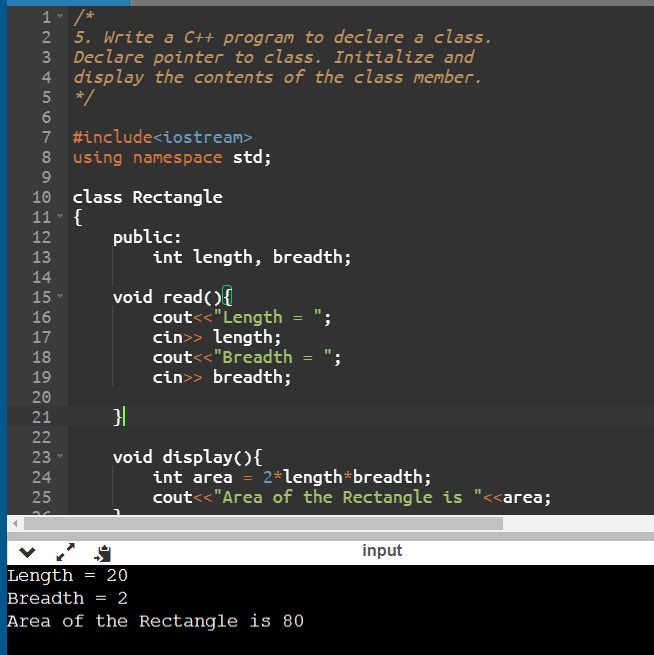 1 /*
2 5. Write a C++ program to declare a class.
3 Declare pointer to class. Initialize and
4 display the contents of the class member.
5 */
6
7 #include<iostream>
8 using namespace std;
9
10 class Rectangle
11 {
12 public:
13 int length, breadth;
14
15 void read(){
16 cout<<"Length = ";
17 cin>> length;
18 cout<<"Breadth = ";
19 cin>> breadth;
20
21 }
22
23 void display(){
24 int area = 2*length*breadth;
25 cout<<"Area of the Rectangle is "<<area;
26 }
input
Length = 20
Breadth = 2
Area of the Rectangle is 80